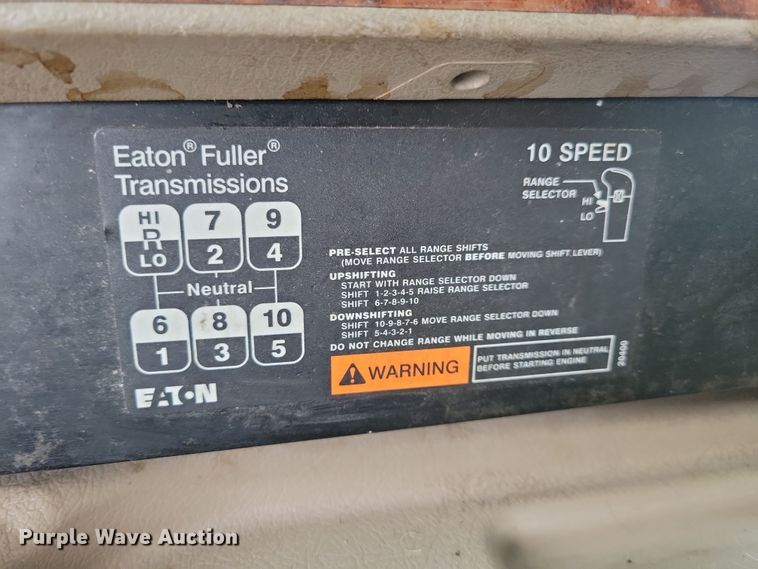 Eaton® Fuller®
Transmissions
10 SPEED
RANGE
SELECTOR
HI
LO
HI
R
LO
7
2
9
4
Neutral
6
1
8
3
10
5
EATON
PRE-SELECT ALL RANGE SHIFTS
(MOVE RANGE SELECTOR BEFORE MOVING SHIFT LEVER)
UPSHIFTING
START WITH RANGE SELECTOR DOWN
SHIFT 1-2-3-4-5 RAISE RANGE SELECTOR
SHIFT 6-7-8-9-10
DOWNSHIFTING
SHIFT 10-9-8-7-6 MOVE RANGE SELECTOR DOWN
SHIFT 5-4-3-2-1
DO NOT CHANGE RANGE WHILE MOVING IN REVERSE
WARNING
PUT TRANSMISSION IN NEUTRAL
BEFORE STARTING ENGINE
20490
Purple Wave Auction
purplewave.com